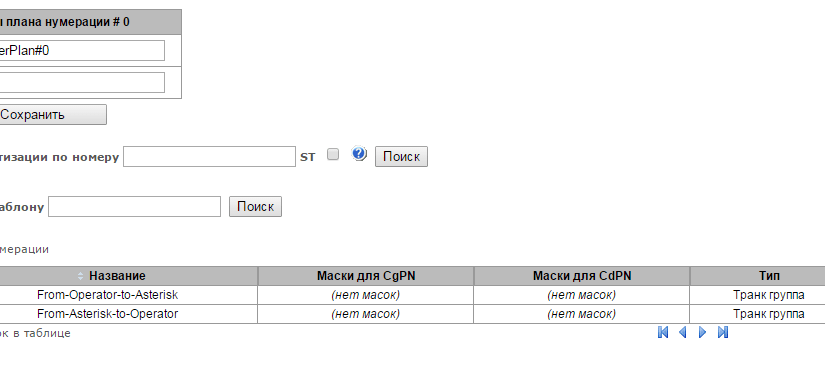 ы плана нумерации # 0
erPlan#0
Сохранить
тизации по номеру ST Поиск
аблону Поиск
мерации
Название Маски для CgPN Маски для CdPN Тип
From-Operator-to-Asterisk (нет масок) (нет масок) Транк группа
From-Asterisk-to-Operator (нет масок) (нет масок) Транк группа
ок в таблице